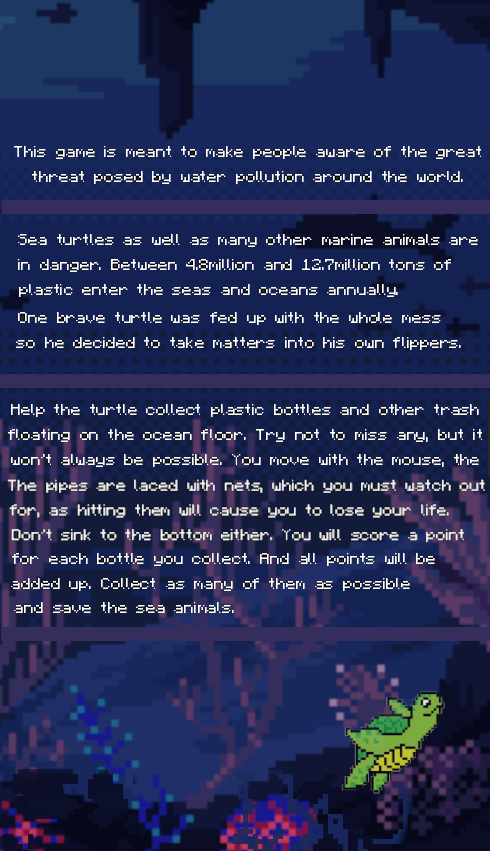 This game is meant to make people aware of the great
threat posed by water pollution around the world.
Sea turtles as well as many other marine animals are
in danger. Between 4.8million and 12.7million tons of
plastic enter the seas and oceans annually.
One brave turtle was fed up with the whole mess
so he decided to take matters into his own flippers.
Help the turtle collect plastic bottles and other trash
floating on the ocean floor. Try not to miss any, but it
won't always be possible. You move with the mouse, the
The pipes are laced with nets, which you must watch out
for, as hitting them will cause you to lose your life.
Don't sink to the bottom either. You will score a point
for each bottle you collect. And all points will be
added up. Collect as many of them as possible
and save the sea animals.